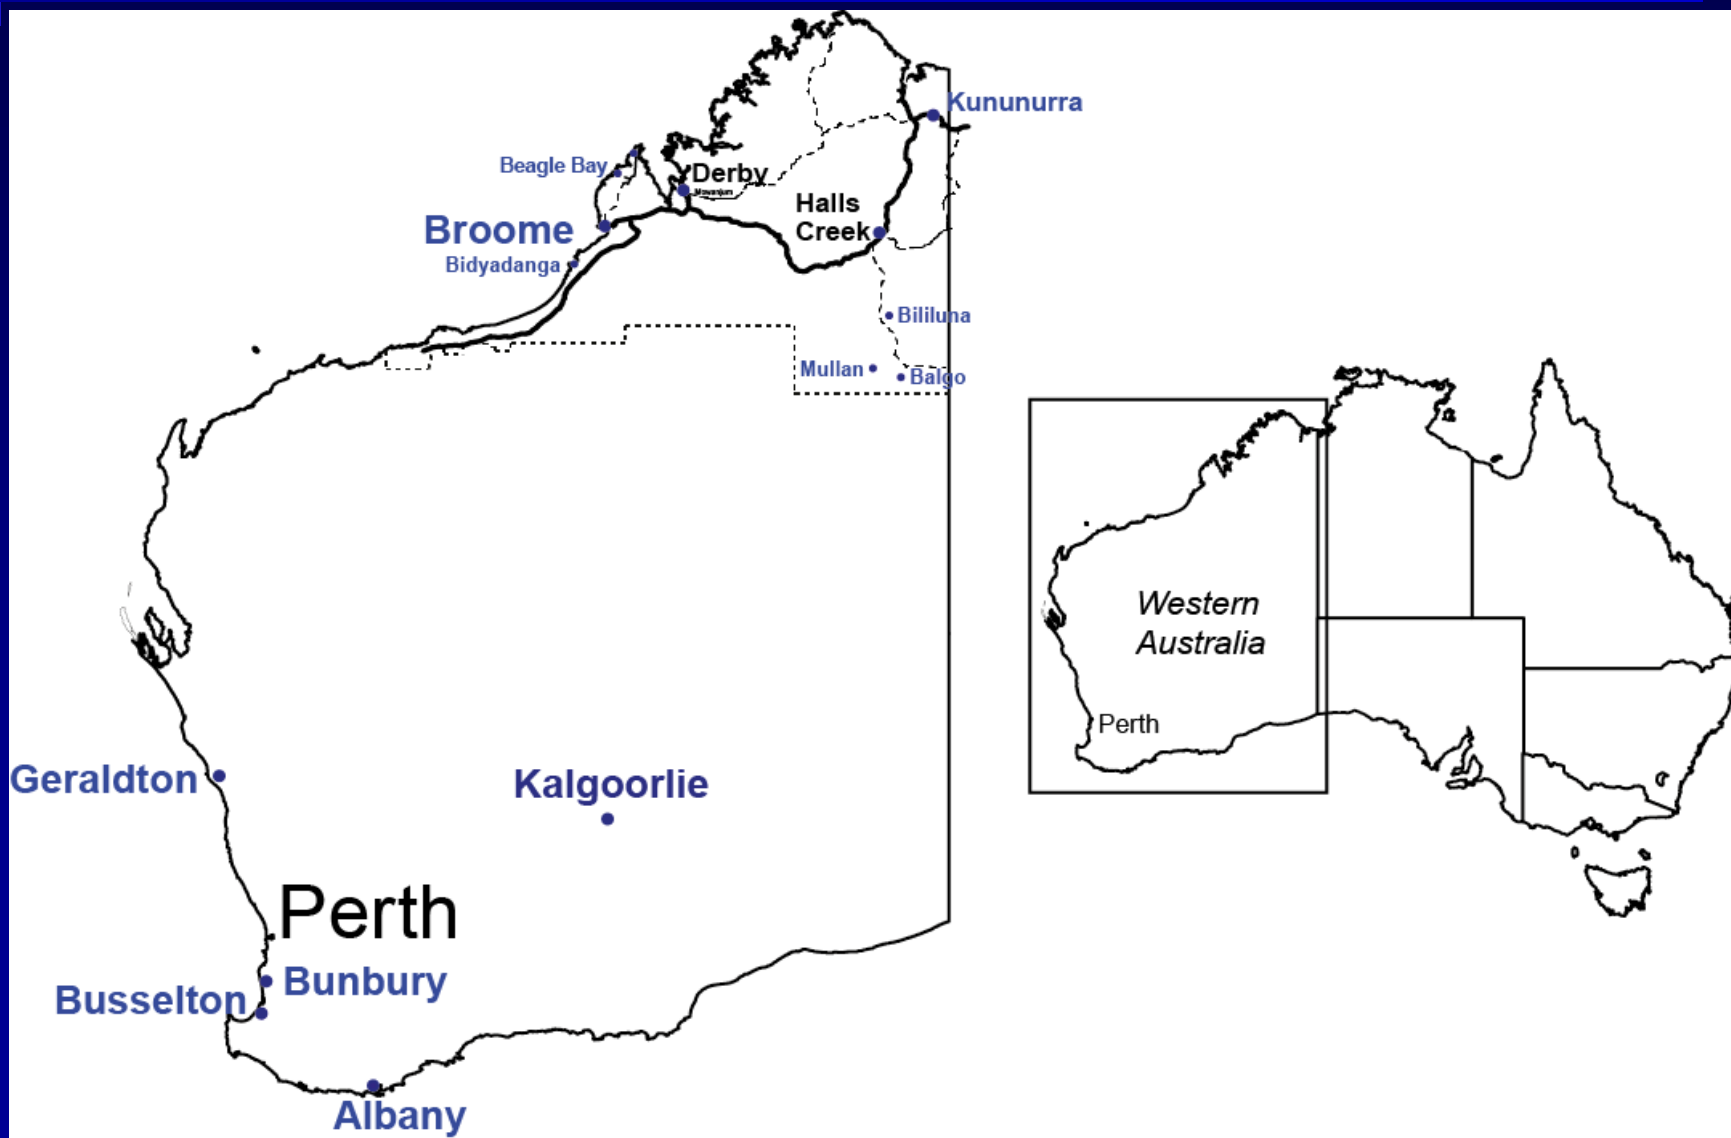 Kununurra
Beagle Bay
Derby
Mowanjum
Halls
Creek
Broome
Bidyadanga
Bililuna
Mullan
Balgo
Western
Australia
Perth
Geraldton
Kalgoorlie
Perth
Bunbury
Busselton
Albany